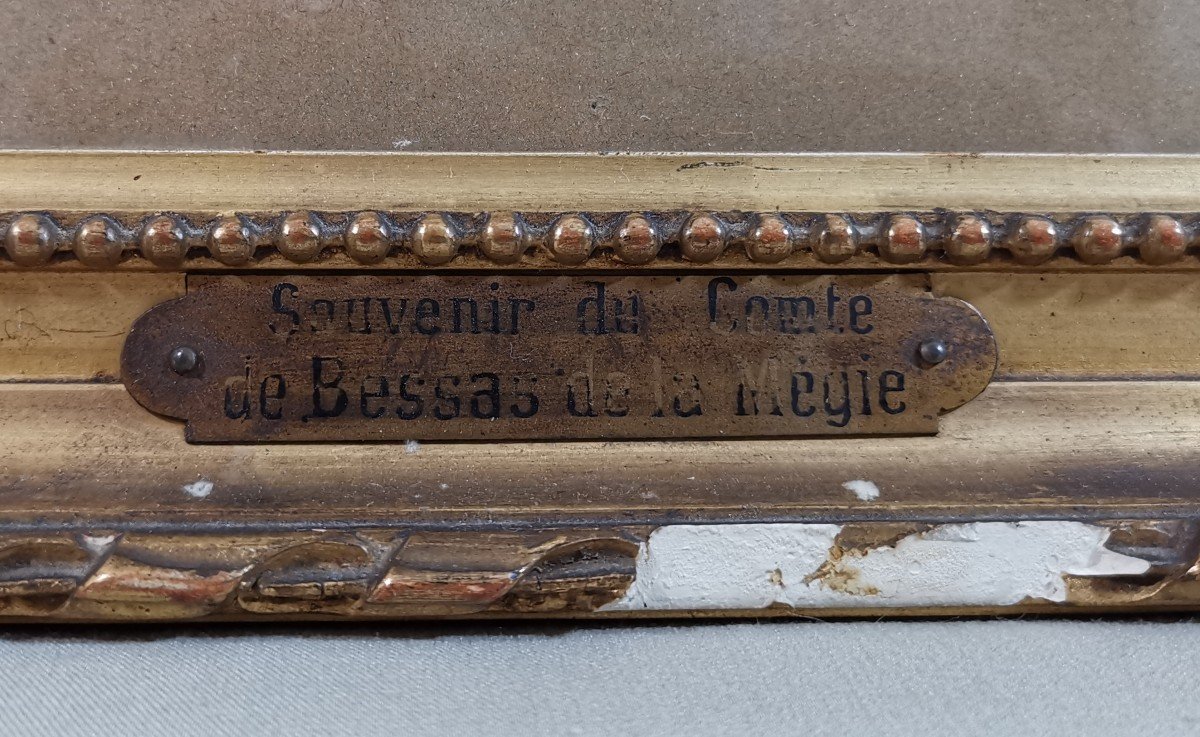 Souvenir du Comte
de Bessas de la Mégie